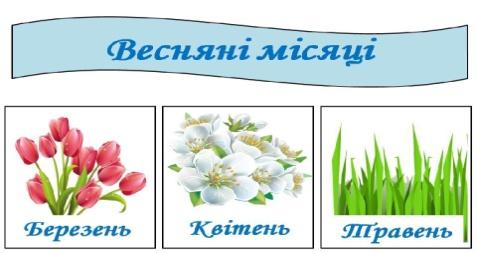 Весняні місяці
Березень
Квітень
Травень